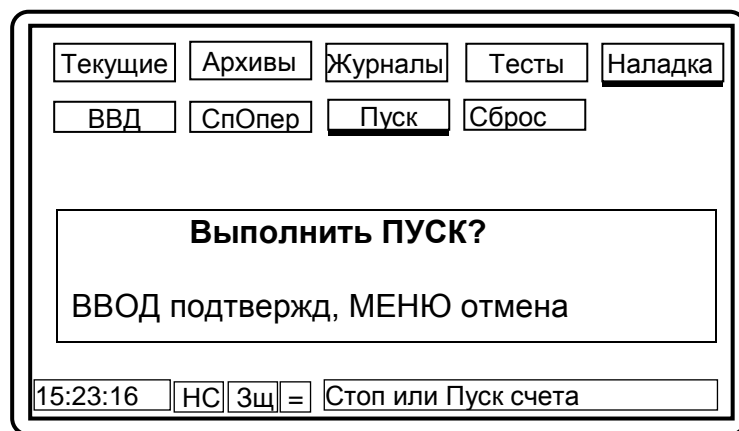 Текущие Архивы Журналы Тесты Наладка
ВВД СпОпер Пуск Сброс
Выполнить ПУСК?
ВВОД подтвержд, МЕНЮ отмена
15:23:16 НС Зщ = Стоп или Пуск счета